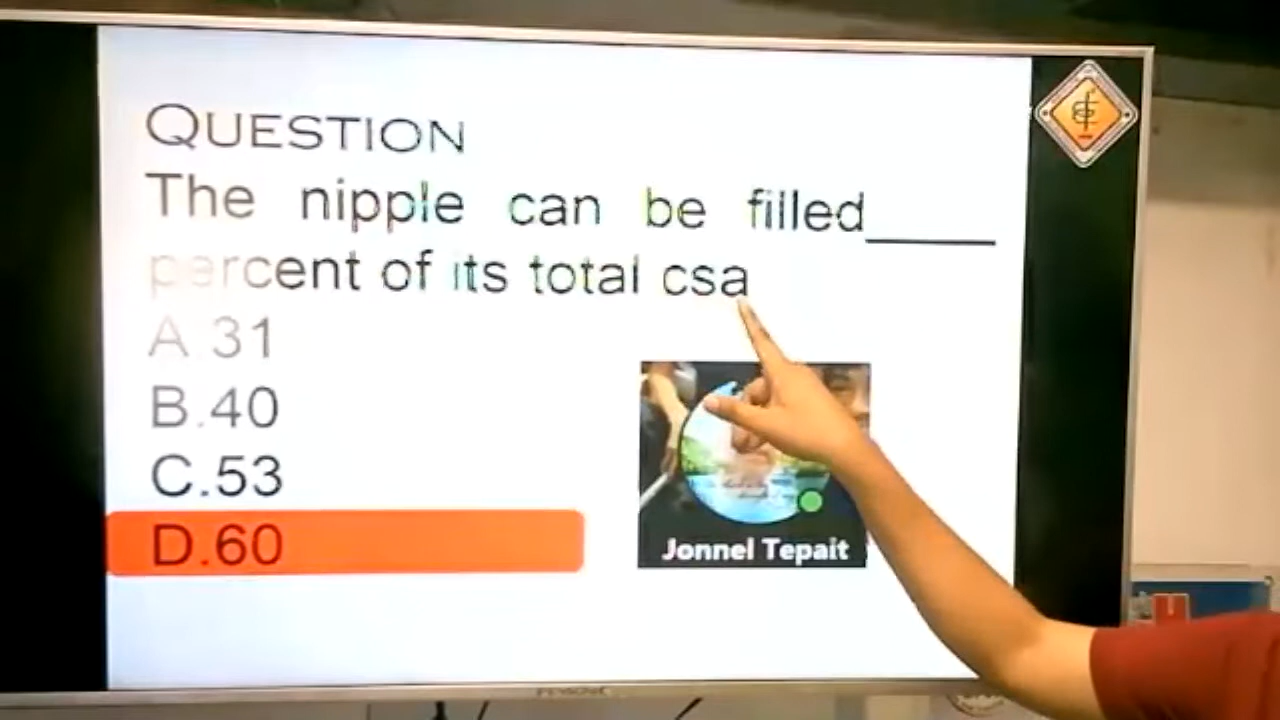 QUESTION
The nipple can be filled_____
percent of its total csa
A.31
B.40
C.53
D.60
Jonnel Tepait